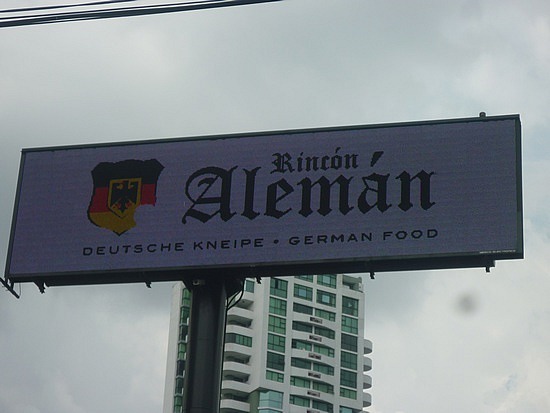 Rincón
Alemán
DEUTSCHE KNEIPE • GERMAN FOOD